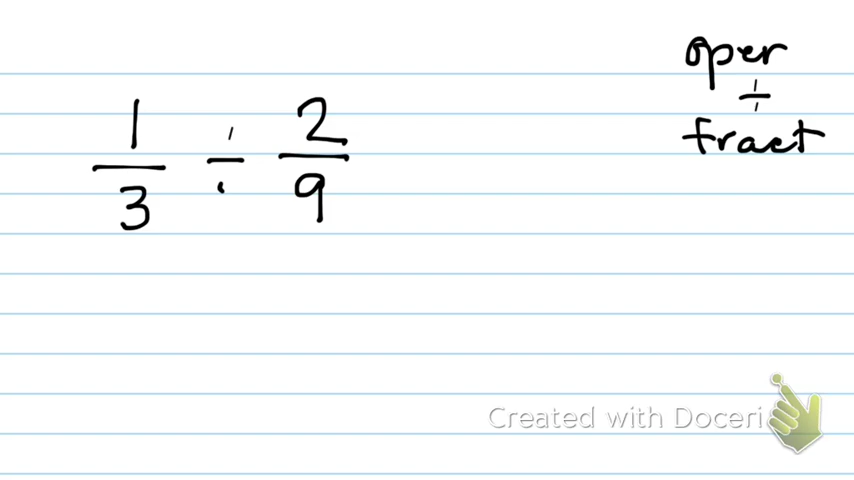 1/3 ÷ 2/9
oper
÷
fract
Created with Doceri